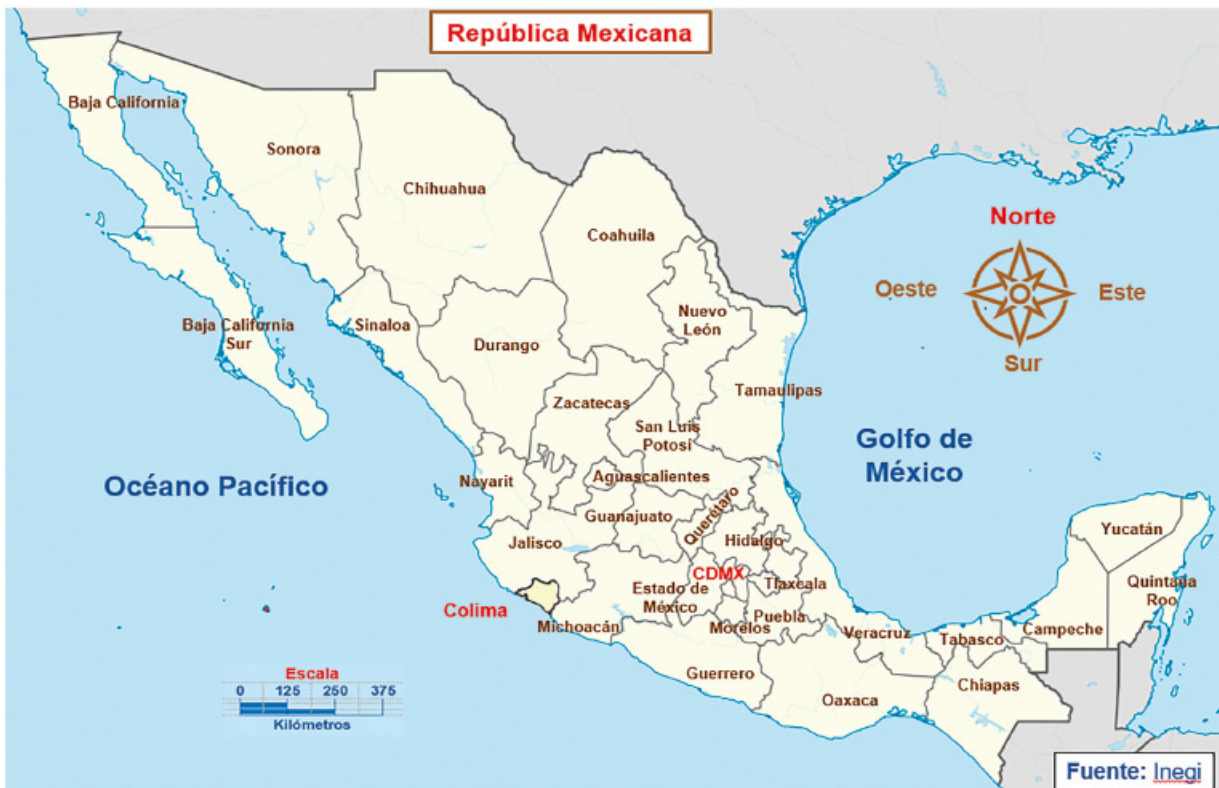 República Mexicana
Baja California
Sonora
Chihuahua
Coahuila
Norte
Oeste
Este
Sur
Nuevo
León
Baja California
Sur
Sinaloa
Durango
Tamaulipas
Zacatecas
San Luis
Potosí
Golfo de
México
Océano Pacífico
Nayarit
Aguascalientes
Guanajuato
Querétaro
Jalisco
Hidalgo
Yucatán
CDMX
Tlaxcala
Quintana
Roo
Estado de
México
Colima
Michoacán
Morelos
Puebla
Veracruz
Tabasco
Campeche
Guerrero
Oaxaca
Chiapas
Escala
0 125 250 375
Kilómetros
Fuente: Inegi